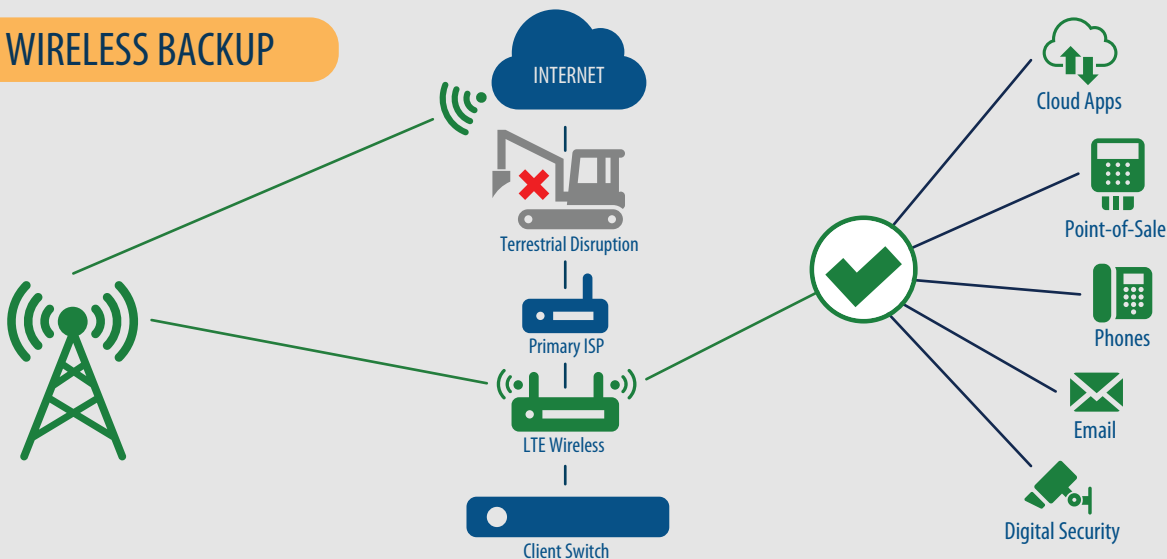 WIRELESS BACKUP
INTERNET
Terrestrial Disruption
Primary ISP
LTE Wireless
Client Switch
Cloud Apps
Point-of-Sale
Phones
Email
Digital Security